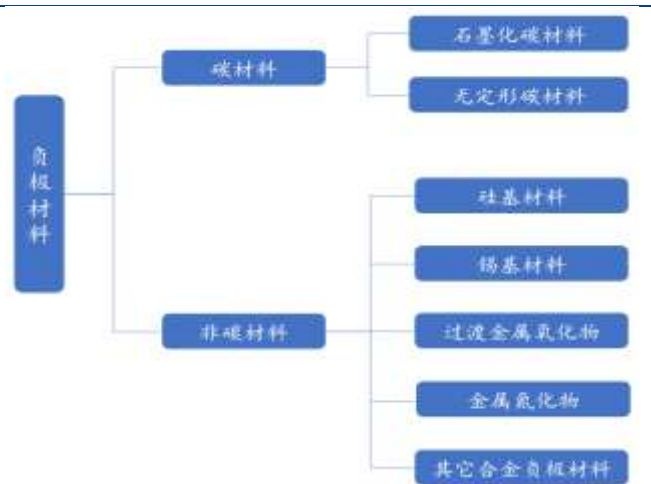 负极材料
碳材料
石墨化碳材料
无定形碳材料
非碳材料
硅基材料
锡基材料
过渡金属氧化物
金属氮化物
其它合金负极材料